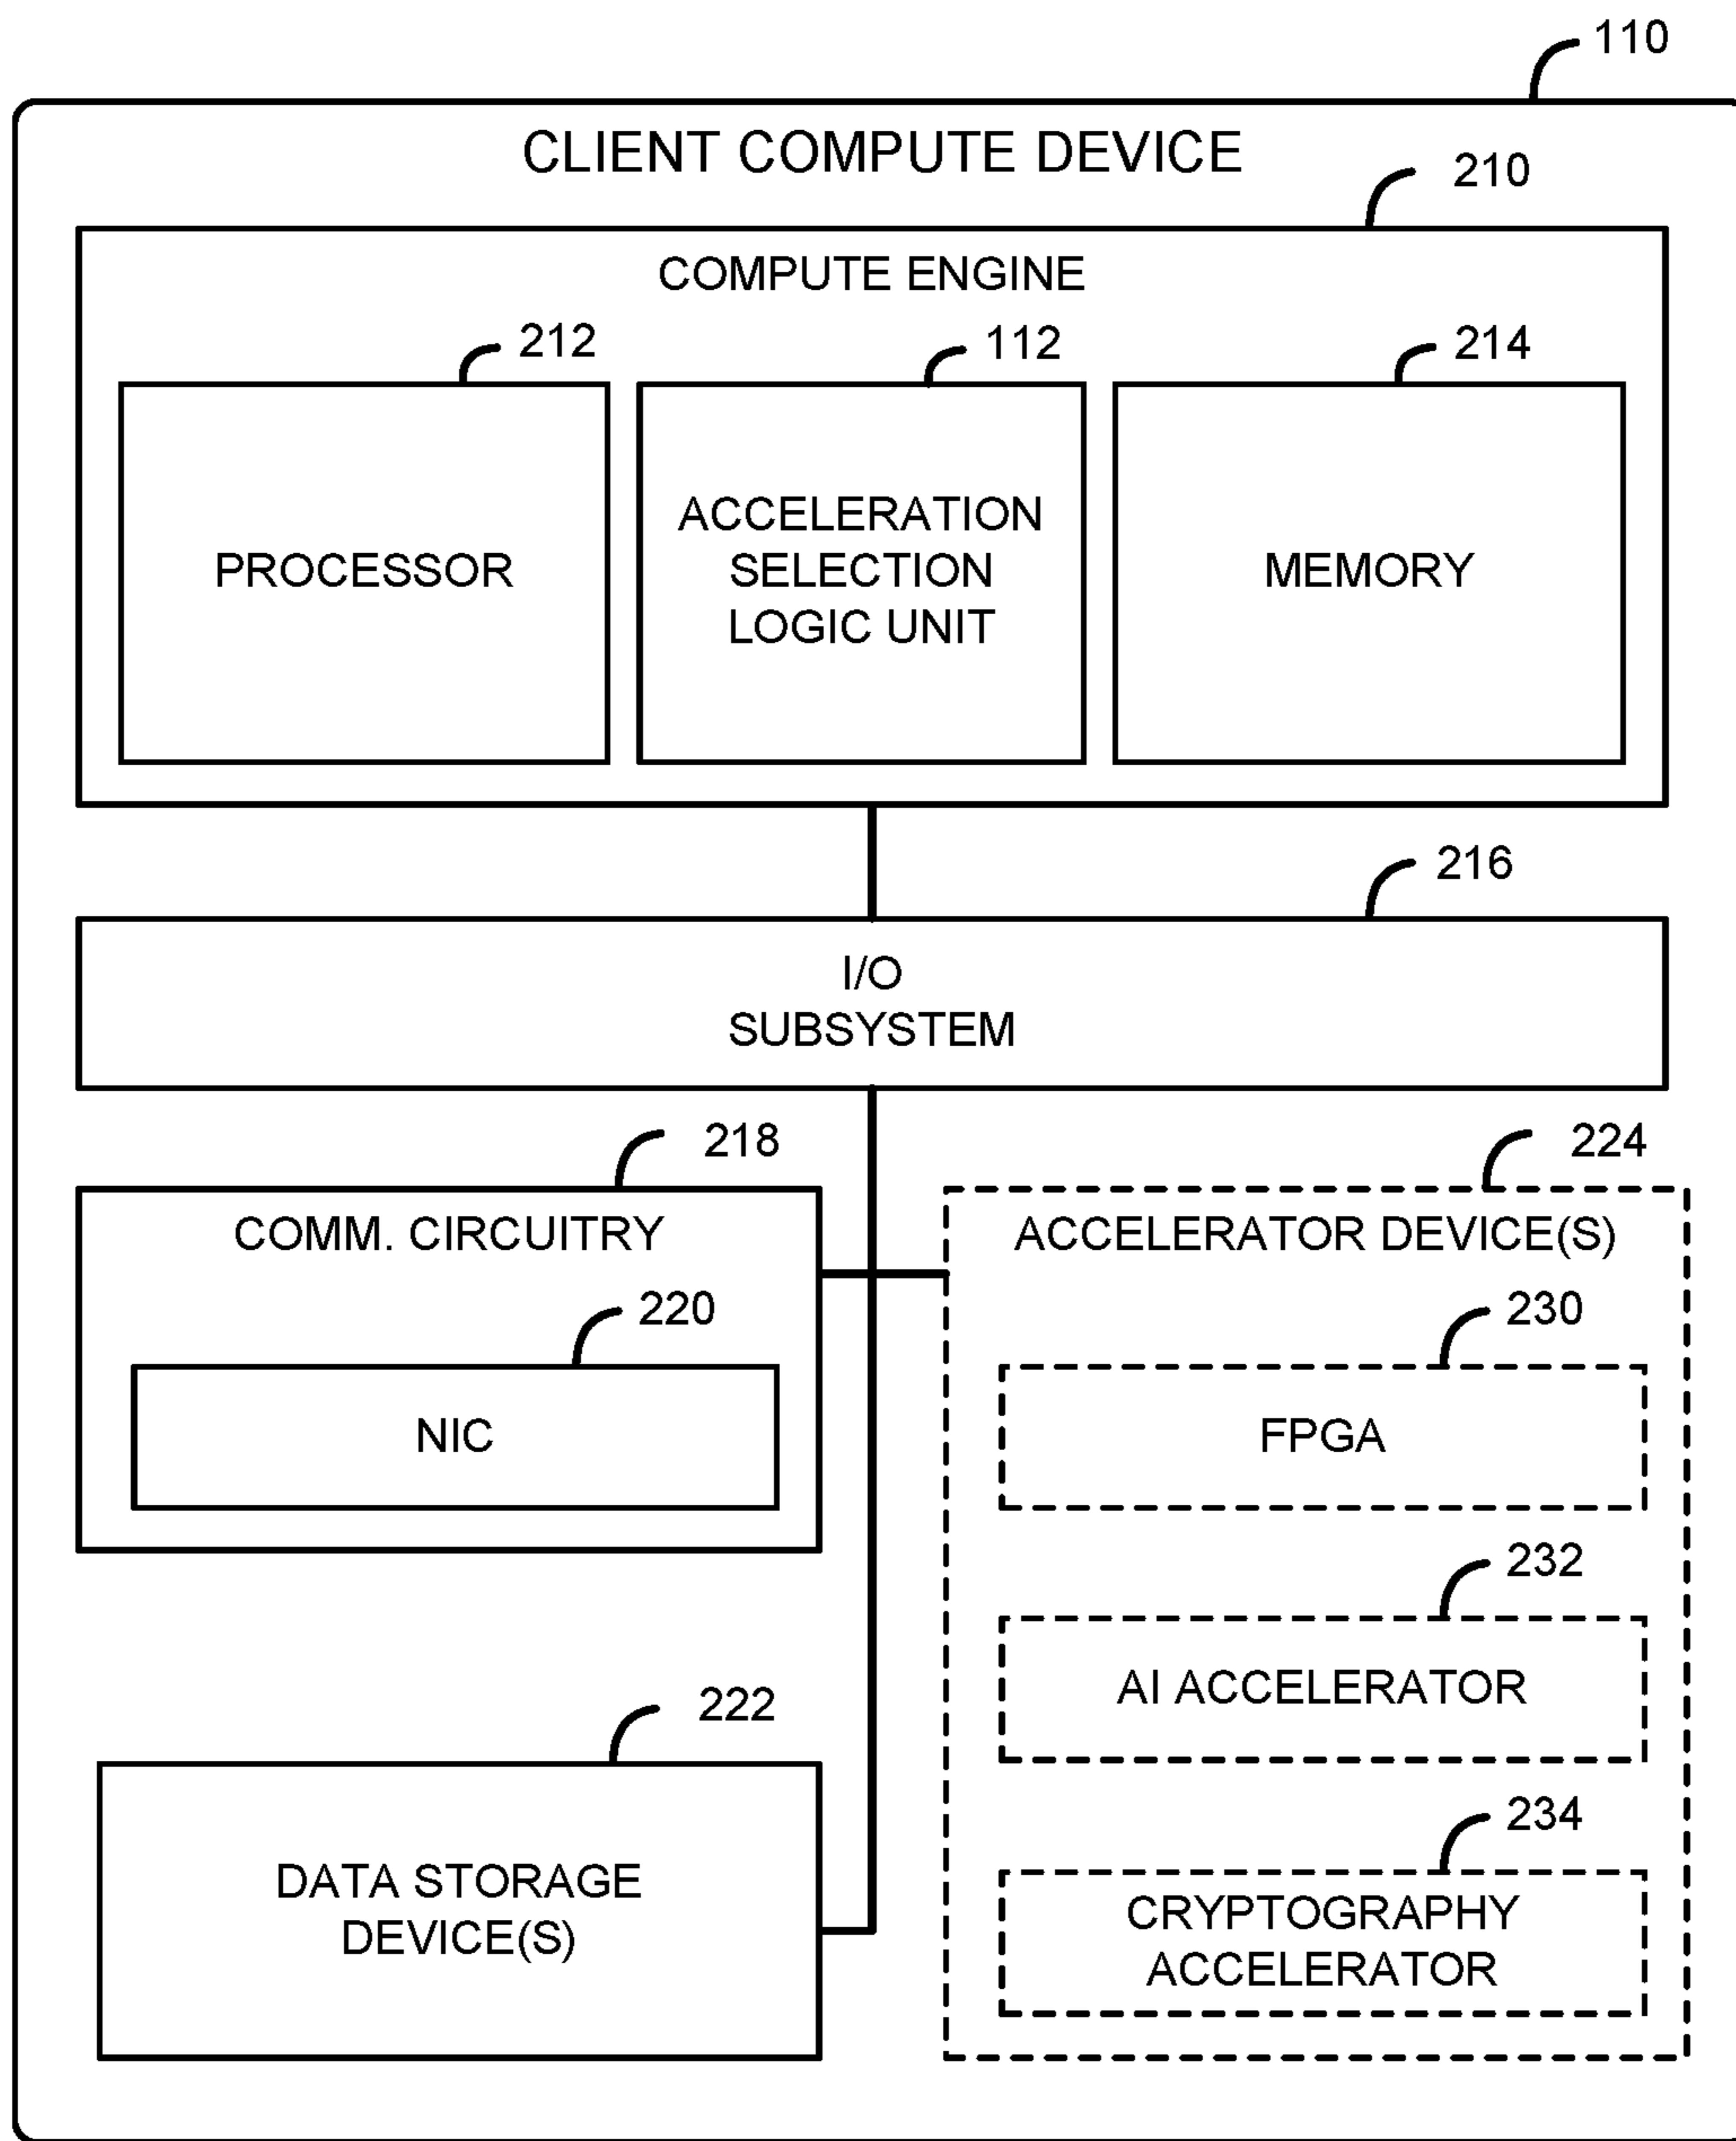 110
CLIENT COMPUTE DEVICE
210
COMPUTE ENGINE
212
112
214
PROCESSOR
ACCELERATION
SELECTION
LOGIC UNIT
MEMORY
216
I/O
SUBSYSTEM
218
COMM. CIRCUITRY
220
NIC
222
DATA STORAGE
DEVICE(S)
224
ACCELERATOR DEVICE(S)
230
FPGA
232
AI ACCELERATOR
234
CRYPTOGRAPHY
ACCELERATOR